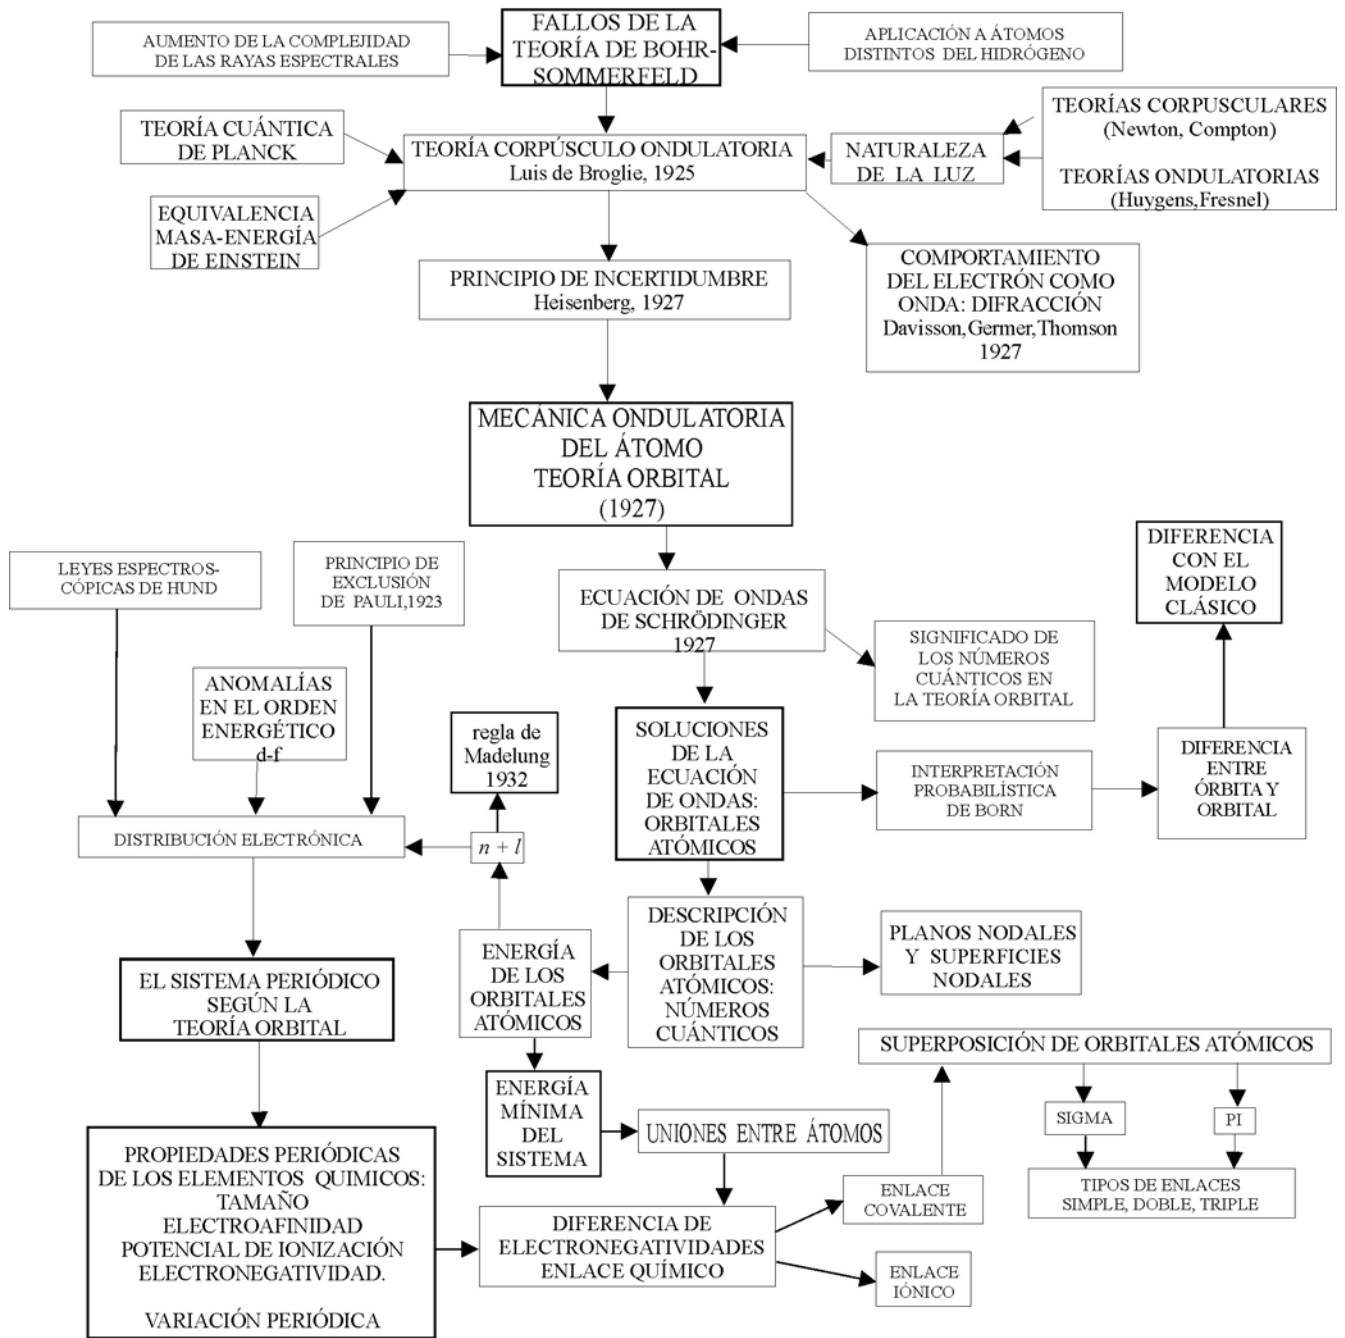 FALLOS DE LA
TEORÍA DE BOHR-
SOMMERFELD
AUMENTO DE LA COMPLEJIDAD
DE LAS RAYAS ESPECTRALES
APLICACIÓN A ÁTOMOS
DISTINTOS DEL HIDRÓGENO
TEORÍA CUÁNTICA
DE PLANCK
TEORÍA CORPÚSCULO ONDULATORIA
Luis de Broglie, 1925
NATURALEZA
DE LA LUZ
TEORÍAS CORPUSCULARES
(Newton, Compton)
TEORÍAS ONDULATORIAS
(Huygens,Fresnel)
EQUIVALENCIA
MASA-ENERGÍA
DE EINSTEIN
PRINCIPIO DE INCERTIDUMBRE
Heisenberg, 1927
COMPORTAMIENTO
DEL ELECTRÓN COMO
ONDA: DIFRACCIÓN
Davisson,Germer,Thomson
1927
MECÁNICA ONDULATORIA
DEL ÁTOMO
TEORÍA ORBITAL
(1927)
LEYES ESPECTROS-
CÓPICAS DE HUND
PRINCIPIO DE
EXCLUSIÓN
DE PAULI,1923
ECUACIÓN DE ONDAS
DE SCHRÖDINGER
1927
DIFERENCIA
CON EL
MODELO
CLÁSICO
SIGNIFICADO DE
LOS NÚMEROS
CUÁNTICOS EN
LA TEORÍA ORBITAL
ANOMALÍAS
EN EL ORDEN
ENERGÉTICO
d-f
regla de
Madelung
1932
SOLUCIONES
DE LA
ECUACIÓN
DE ONDAS:
ORBITALES
ATÓMICOS
INTERPRETACIÓN
PROBABILÍSTICA
DE BORN
DIFERENCIA
ENTRE
ÓRBITA Y
ORBITAL
DISTRIBUCIÓN ELECTRÓNICA
n + l
ENERGÍA
DE LOS
ORBITALES
ATÓMICOS
DESCRIPCIÓN
DE LOS
ORBITALES
ATÓMICOS:
NÚMEROS
CUÁNTICOS
PLANOS NODALES
Y SUPERFICIES
NODALES
EL SISTEMA PERIÓDICO
SEGÚN LA
TEORÍA ORBITAL
SUPERPOSICIÓN DE ORBITALES ATÓMICOS
ENERGÍA
MÍNIMA
DEL
SISTEMA
UNIONES ENTRE ÁTOMOS
SIGMA
PI
PROPIEDADES PERIÓDICAS
DE LOS ELEMENTOS QUIMICOS:
TAMAÑO
ELECTROAFINIDAD
POTENCIAL DE IONIZACIÓN
ELECTRONEGATIVIDAD.
VARIACIÓN PERIÓDICA
DIFERENCIA DE
ELECTRONEGATIVIDADES
ENLACE QUÍMICO
ENLACE
COVALENTE
TIPOS DE ENLACES
SIMPLE, DOBLE, TRIPLE
ENLACE
IÓNICO